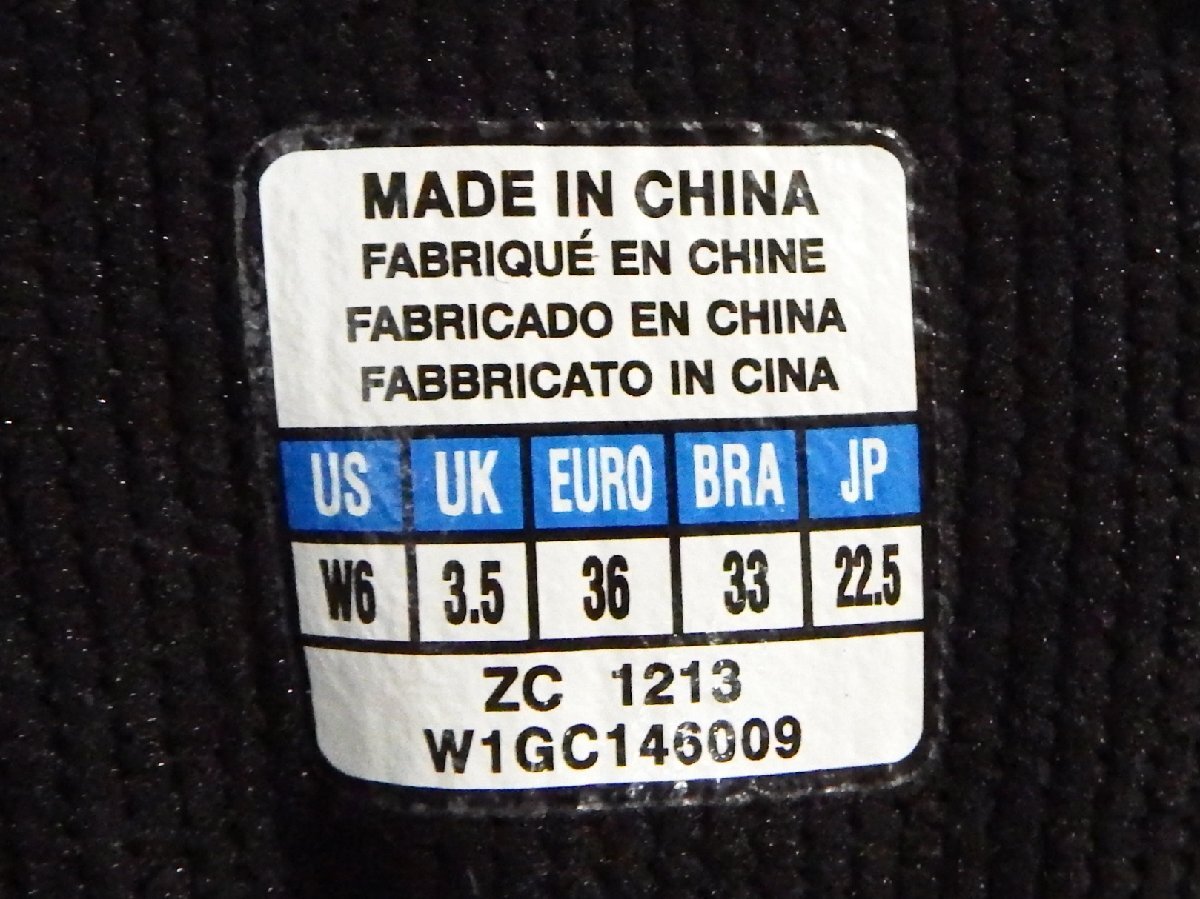 MADE IN CHINA
FABRIQUÉ EN CHINE
FABRICADO EN CHINA
FABBRICATO IN CINA
US UK EURO BRA JP
W6 3.5 36 33 22.5
ZC 1213
W1GC146009